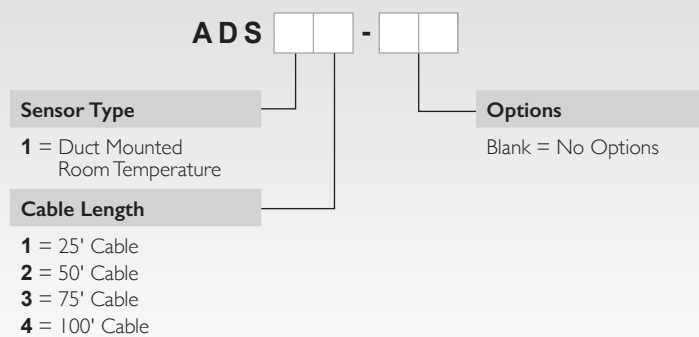 ADS -
Sensor Type
1 = Duct Mounted
Room Temperature
Cable Length
1 = 25' Cable
2 = 50' Cable
3 = 75' Cable
4 = 100' Cable
Options
Blank = No Options